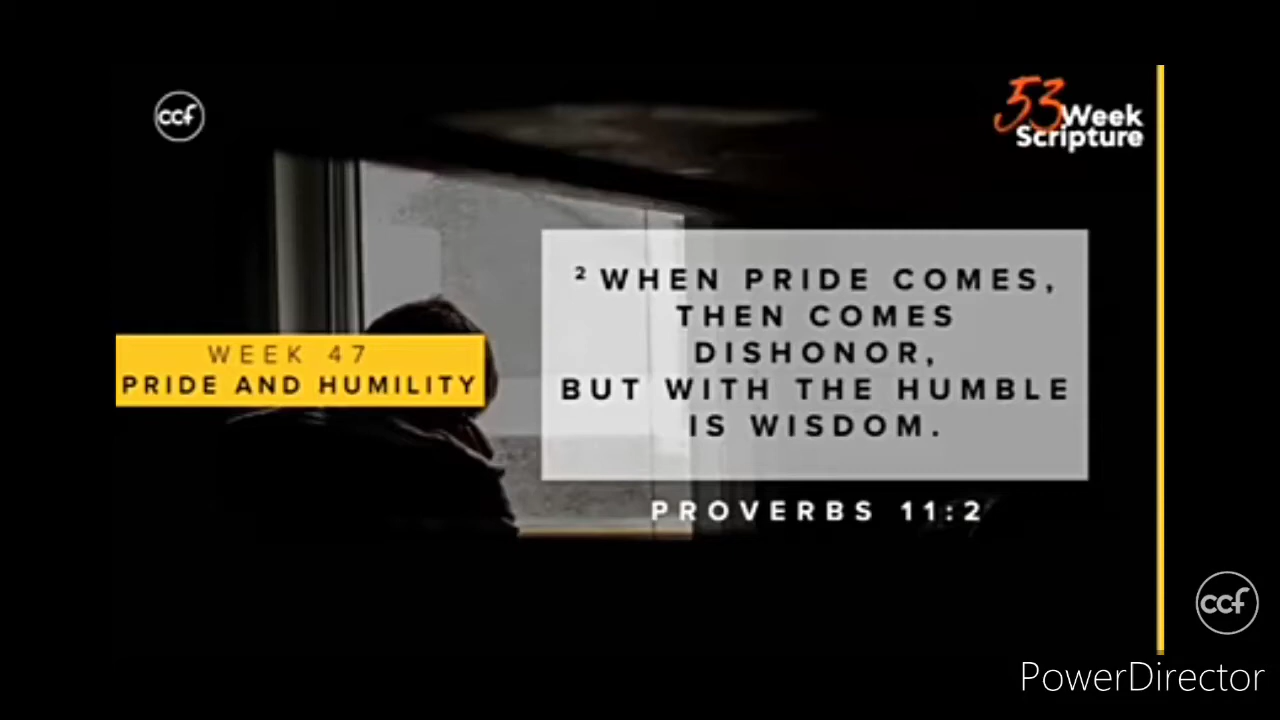 ccf
53 Week
Scripture
² WHEN PRIDE COMES,
THEN COMES
DISHONOR,
BUT WITH THE HUMBLE
IS WISDOM.
WEEK 47
PRIDE AND HUMILITY
PROVERBS 11:2
ccf
PowerDirector